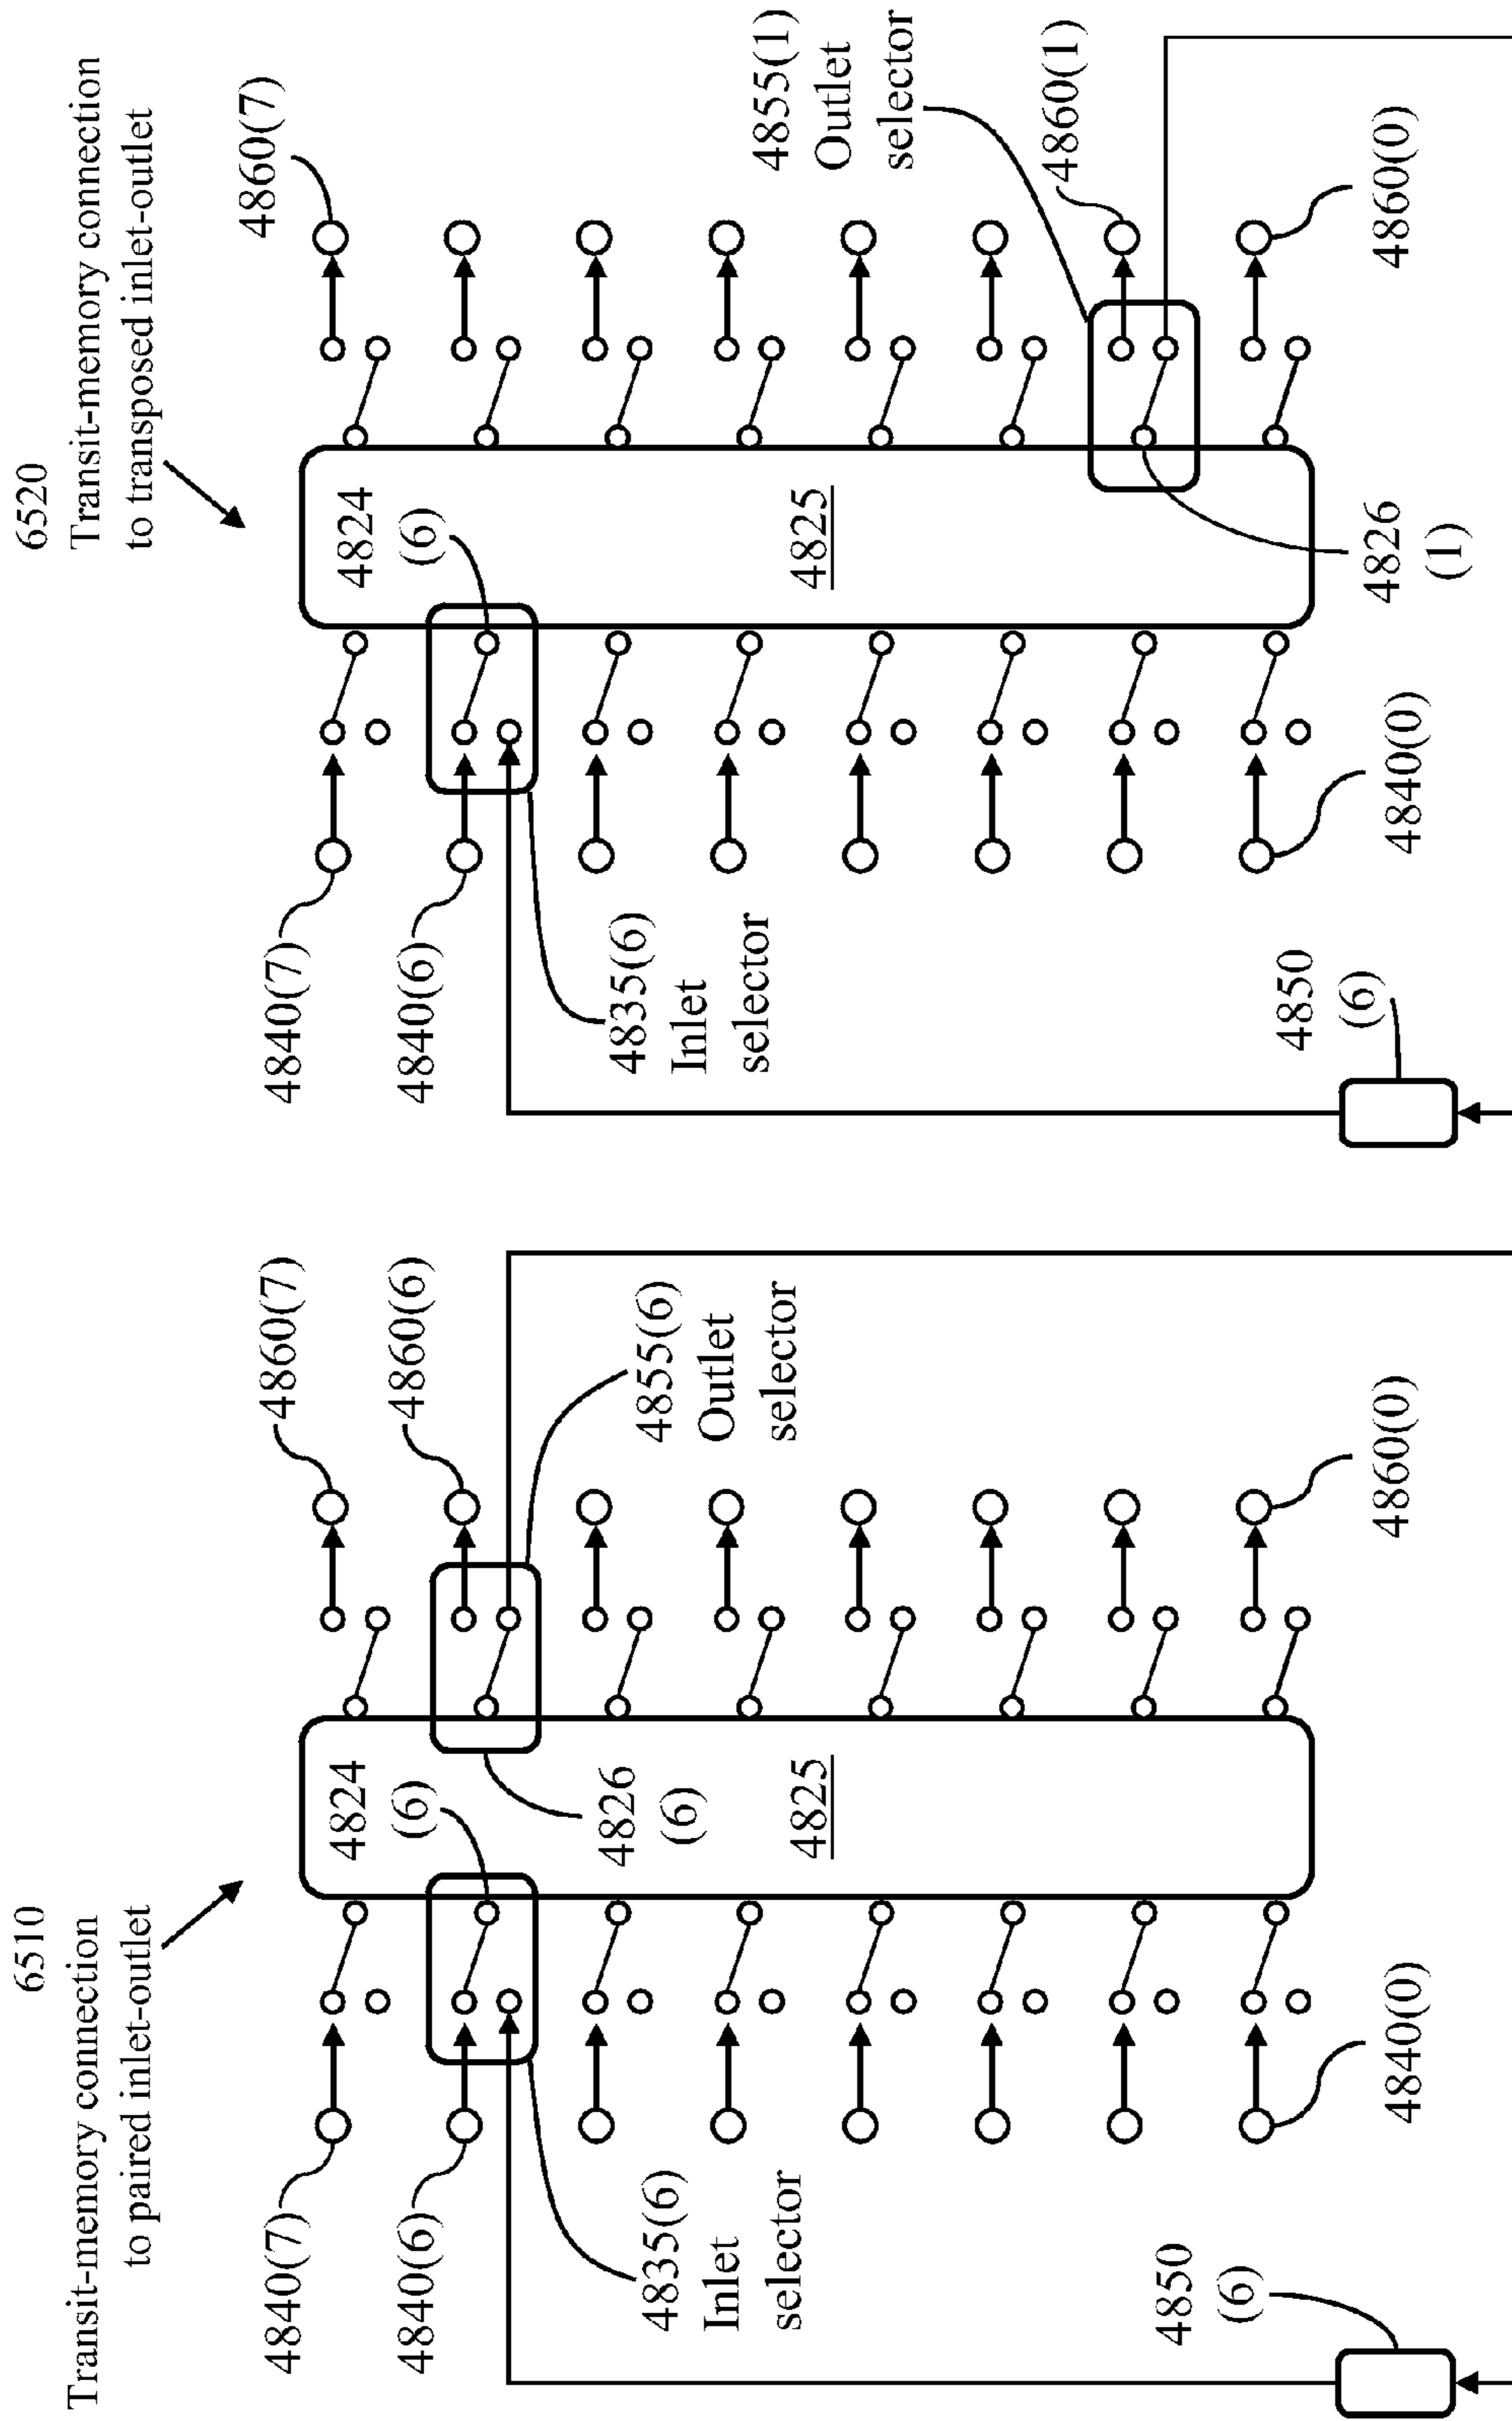 6510
Transit-memory connection
to paired inlet-outlet
4840(7)
4840(6)
4835(6)
Inlet
selector
4824
(6)
4826
(6)
4825
4860(7)
4860(6)
4855(6)
Outlet
selector
4850
(6)
4840(0)
4860(0)
6520
Transit-memory connection
to transposed inlet-outlet
4840(7)
4840(6)
4835(6)
Inlet
selector
4824
(6)
4825
4860(7)
4855(1)
Outlet
selector
4860(1)
4850
(6)
4840(0)
4826
(1)
4860(0)